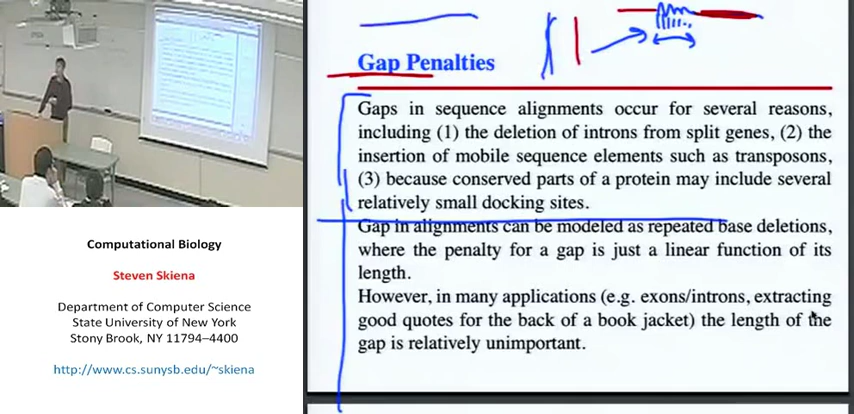 Computational Biology
Steven Skiena
Department of Computer Science
State University of New York
Stony Brook, NY 11794–4400
http://www.cs.sunysb.edu/~skiena
Gap Penalties
Gaps in sequence alignments occur for several reasons,
including (1) the deletion of introns from split genes, (2) the
insertion of mobile sequence elements such as transposons,
(3) because conserved parts of a protein may include several
relatively small docking sites.
Gap in alignments can be modeled as repeated base deletions,
where the penalty for a gap is just a linear function of its
length.
However, in many applications (e.g. exons/introns, extracting
good quotes for the back of a book jacket) the length of the
gap is relatively unimportant.